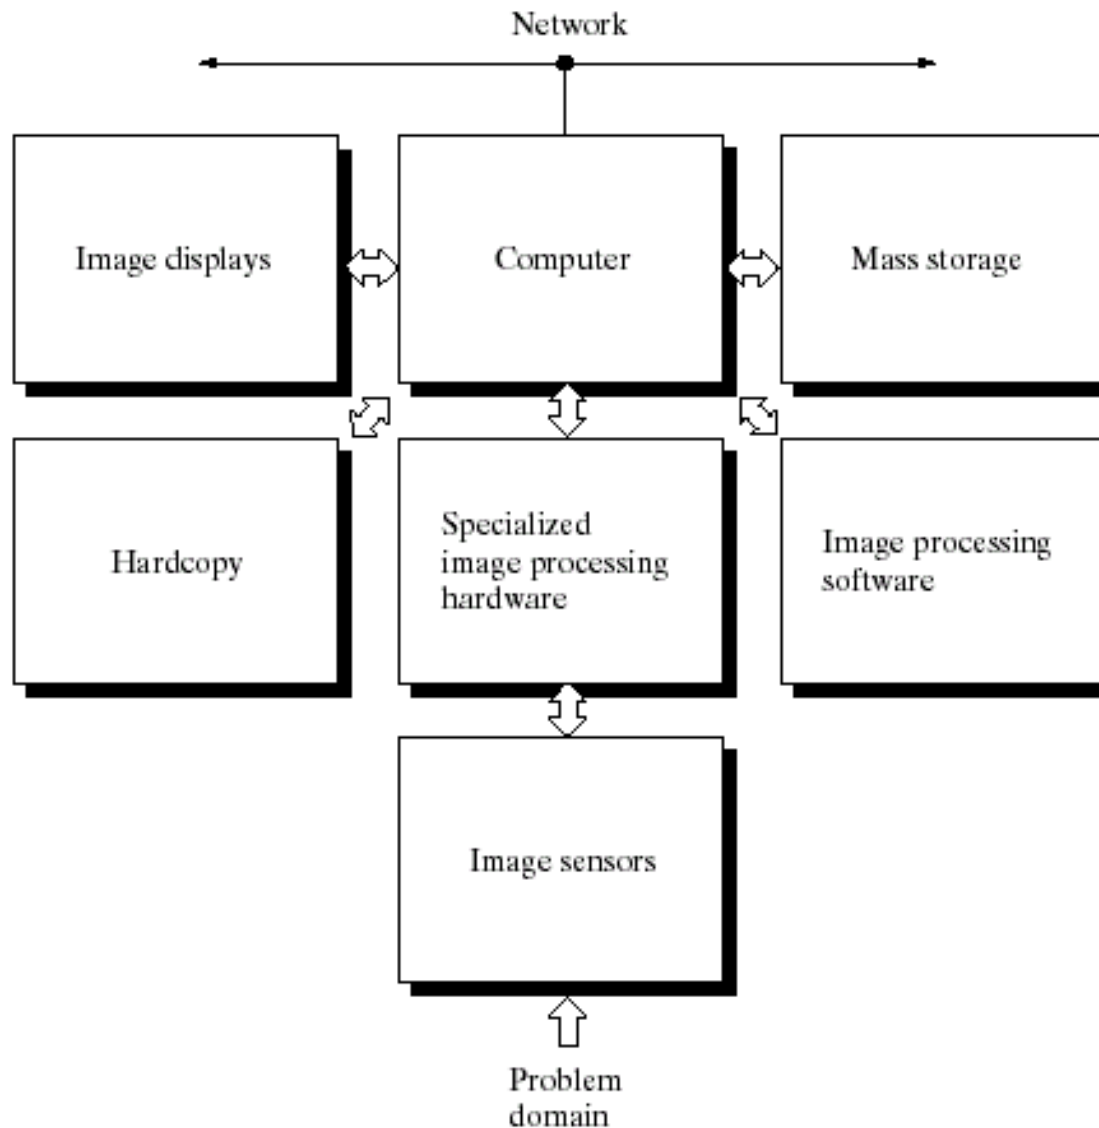 Network
Image displays
Computer
Mass storage
Hardcopy
Specialized
image processing
hardware
Image processing
software
Image sensors
Problem
domain